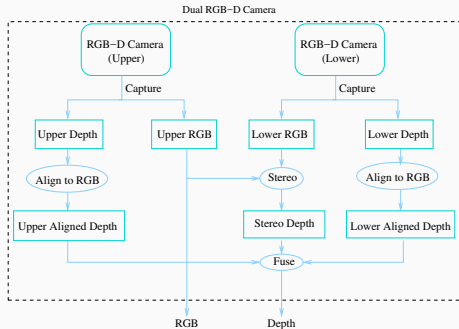 Dual RGB-D Camera
RGB-D Camera
(Upper)
RGB-D Camera
(Lower)
Capture
Capture
Upper Depth
Upper RGB
Lower RGB
Lower Depth
Align to RGB
Stereo
Align to RGB
Upper Aligned Depth
Stereo Depth
Lower Aligned Depth
Fuse
RGB
Depth